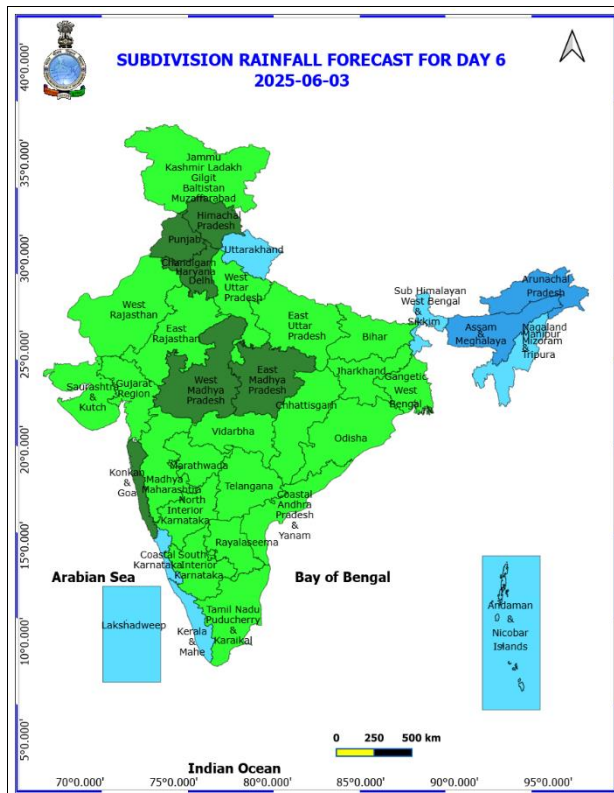 SUBDIVISION RAINFALL FORECAST FOR DAY 6
2025-06-03
40°0.000'
35°0.000'
30°0.000'
25°0.000'
20°0.000'
15°0.000'
10°0.000'
5°0.000'
Jammu
Kashmir Ladakh
Gilgit
Baltistan
Muzaffarabad
Himachal
Pradesh
Punjab
Uttarakhand
Chandigarh
Haryana
Delhi
West
Uttar
Pradesh
Arunachal
Pradesh
Sub Himalayan
West Bengal
&
Sikkim
West
Rajasthan
East
Rajasthan
East
Uttar
Pradesh
Bihar
Assam
&
Meghalaya
Nagaland
Manipur
Mizoram
&
Tripura
Saurashtra
&
Kutch
Gujarat
Region
West
Madhya
Pradesh
East
Madhya
Pradesh
Jharkhand
Gangetic
West
Bengal
Chhattisgarh
Vidarbha
Odisha
Konkan
&
Goa
Marathwada
Madhya
Maharashtra
Telangana
North
Interior
Karnataka
Coastal
Andhra
Pradesh
&
Yanam
Rayalaseema
Coastal
Karnataka
South
Interior
Karnataka
Arabian Sea
Bay of Bengal
Lakshadweep
Kerala
&
Mahe
Tamil Nadu
Puducherry
&
Karaikal
Andaman
&
Nicobar
Islands
0 250 500 km
Indian Ocean
70°0.000' 75°0.000' 80°0.000' 85°0.000' 90°0.000' 95°0.000'